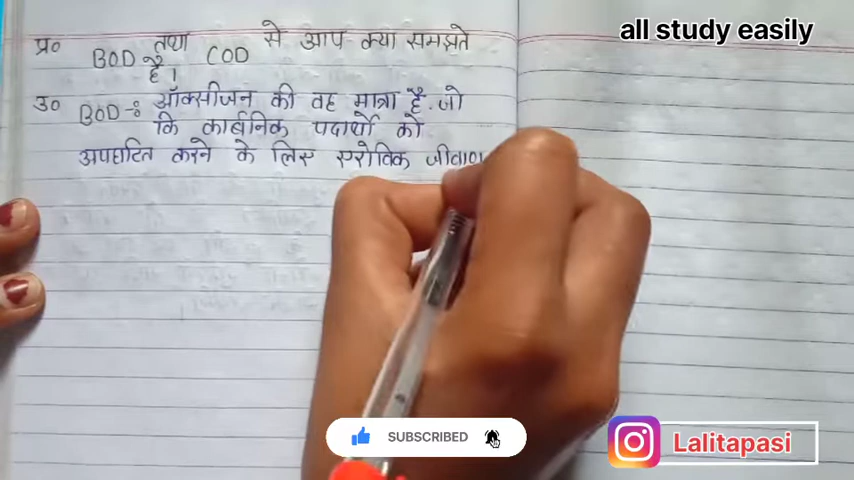 all study easily
प्र० BOD तथा COD से आप क्या समझते
है।
उ० BOD -: ऑक्सीजन की वह मात्रा है. जो
कि कार्बनिक पदार्थो को
अपघटित करने के लिए एरोविक
SUBSCRIBED
Lalitapasi